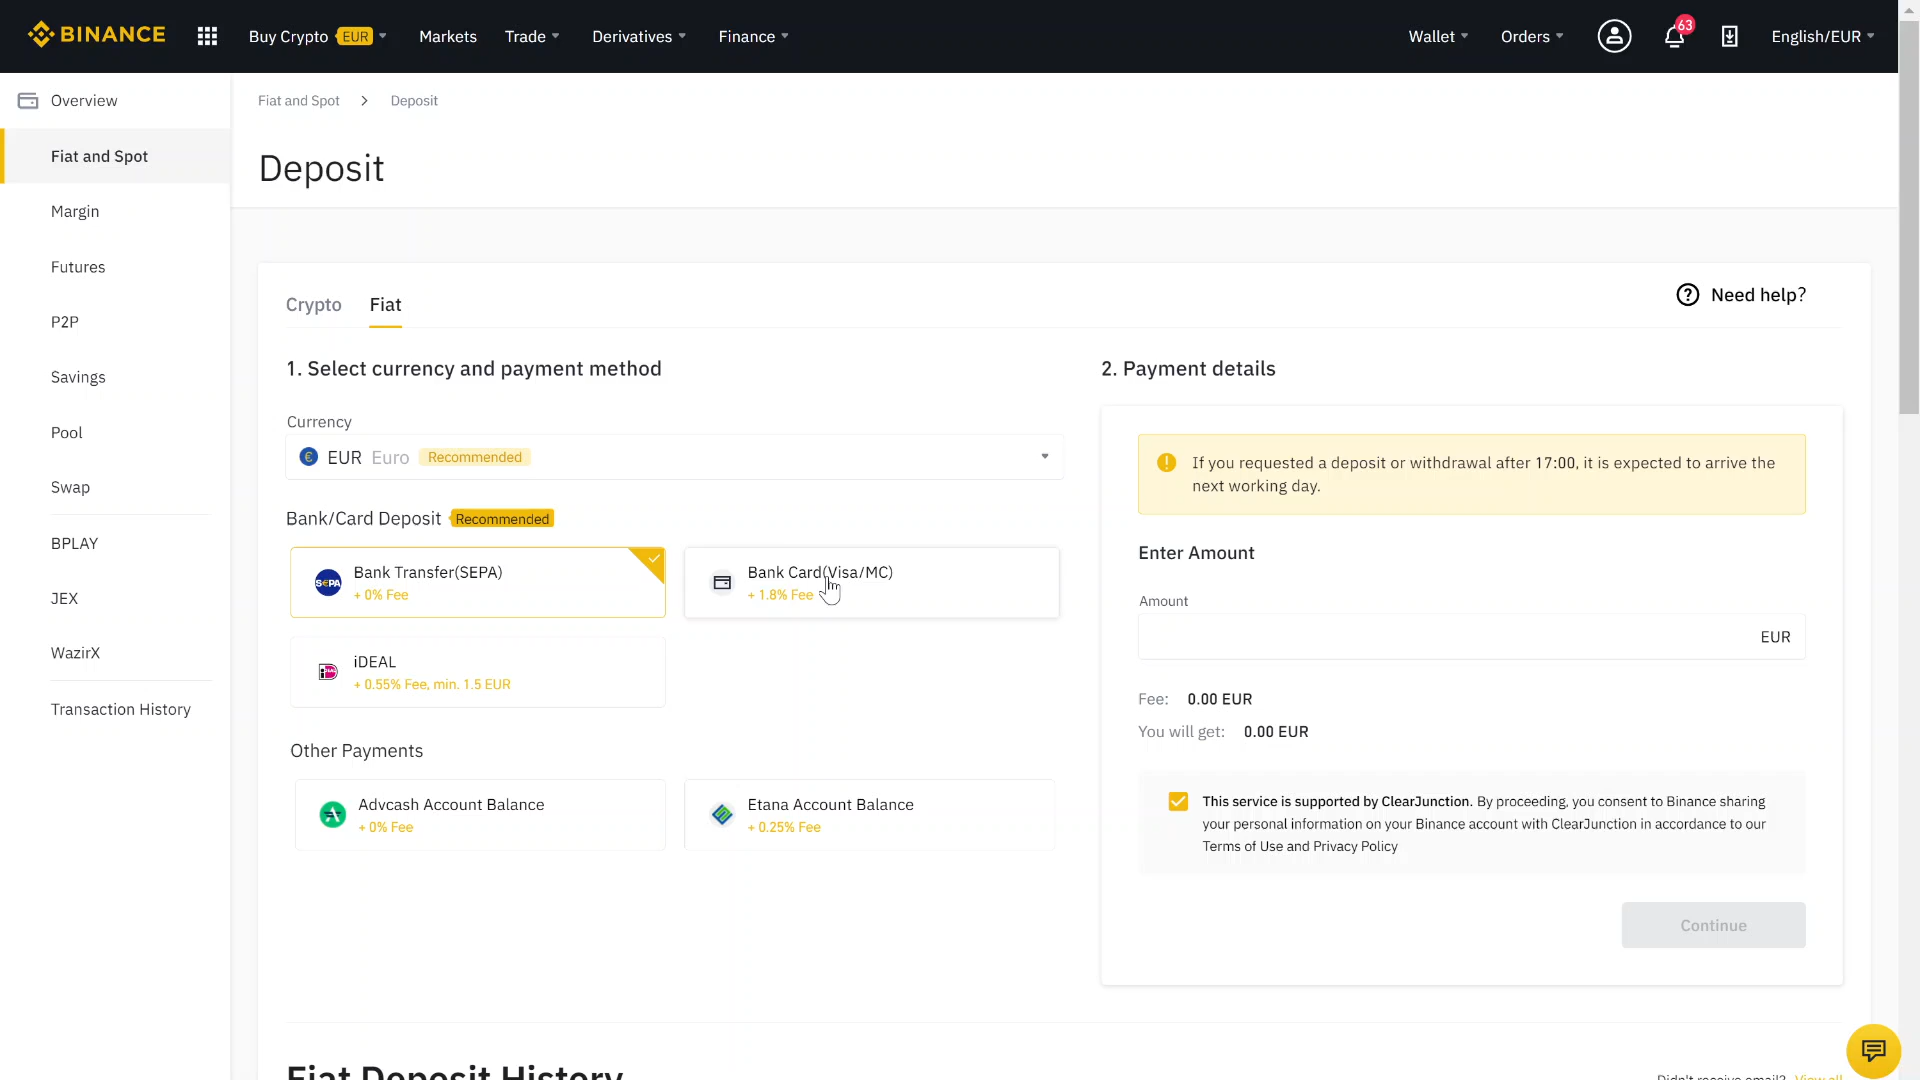 BINANCE
Buy Crypto EUR
Markets
Trade
Derivatives
Finance
Wallet
Orders
63
English/EUR
Overview
Fiat and Spot
Margin
Futures
P2P
Savings
Pool
Swap
BPLAY
JEX
WazirX
Transaction History
Fiat and Spot > Deposit
Deposit
Crypto
Fiat
Need help?
1. Select currency and payment method
Currency
EUR Euro Recommended
Bank/Card Deposit Recommended
SEPA
Bank Transfer(SEPA)
+ 0% Fee
Bank Card(Visa/MC)
+ 1.8% Fee
iDEAL
+ 0.55% Fee, min. 1.5 EUR
Other Payments
Advcash Account Balance
+ 0% Fee
Etana Account Balance
+ 0.25% Fee
2. Payment details
If you requested a deposit or withdrawal after 17:00, it is expected to arrive the
next working day.
Enter Amount
Amount
EUR
Fee: 0.00 EUR
You will get: 0.00 EUR
This service is supported by ClearJunction. By proceeding, you consent to Binance sharing
your personal information on your Binance account with ClearJunction in accordance to our
Terms of Use and Privacy Policy
Continue
Fiat Deposit History
Didn't receive email? View all